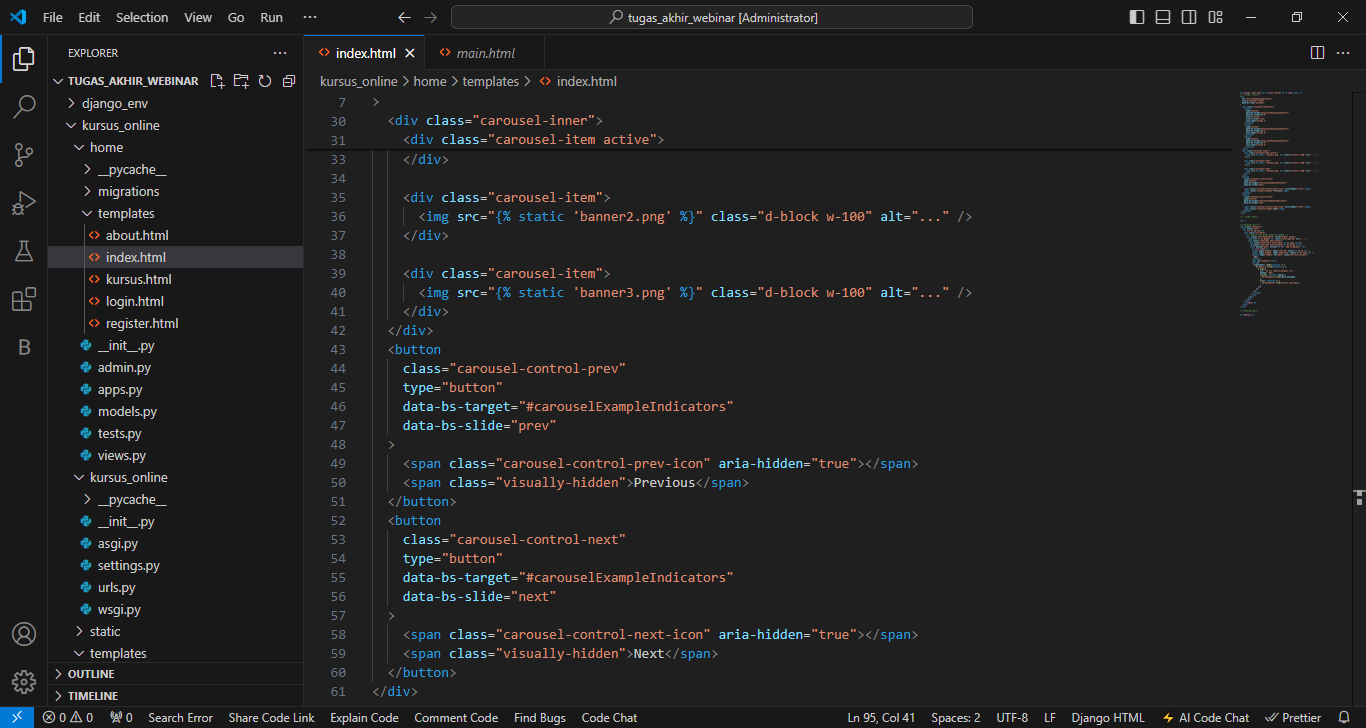 File Edit Selection View Go Run ··· tugas_akhir_webinar [Administrator]
EXPLORER ···
TUGAS_AKHIR_WEBINAR
django_env
kursus_online
home
__pycache__
migrations
templates
about.html
index.html
kursus.html
login.html
register.html
__init__.py
admin.py
apps.py
models.py
tests.py
views.py
kursus_online
__pycache__
__init__.py
asgi.py
settings.py
urls.py
wsgi.py
static
templates
OUTLINE
TIMELINE
B
<> index.html <> main.html
kursus_online > home > templates > <> index.html
7 >
30 <div class="carousel-inner">
31 <div class="carousel-item active">
33 </div>
34
35 <div class="carousel-item">
36 <img src="{% static 'banner2.png' %}" class="d-block w-100" alt="..." />
37 </div>
38
39 <div class="carousel-item">
40 <img src="{% static 'banner3.png' %}" class="d-block w-100" alt="..." />
41 </div>
42 </div>
43 <button
44 class="carousel-control-prev"
45 type="button"
46 data-bs-target="#carouselExampleIndicators"
47 data-bs-slide="prev"
48 >
49 <span class="carousel-control-prev-icon" aria-hidden="true"></span>
50 <span class="visually-hidden">Previous</span>
51 </button>
52 <button
53 class="carousel-control-next"
54 type="button"
55 data-bs-target="#carouselExampleIndicators"
56 data-bs-slide="next"
57 >
58 <span class="carousel-control-next-icon" aria-hidden="true"></span>
59 <span class="visually-hidden">Next</span>
60 </button>
61 </div>
0 0 0 Search Error Share Code Link Explain Code Comment Code Find Bugs Code Chat Ln 95, Col 41 Spaces: 2 UTF-8 LF Django HTML AI Code Chat Prettier